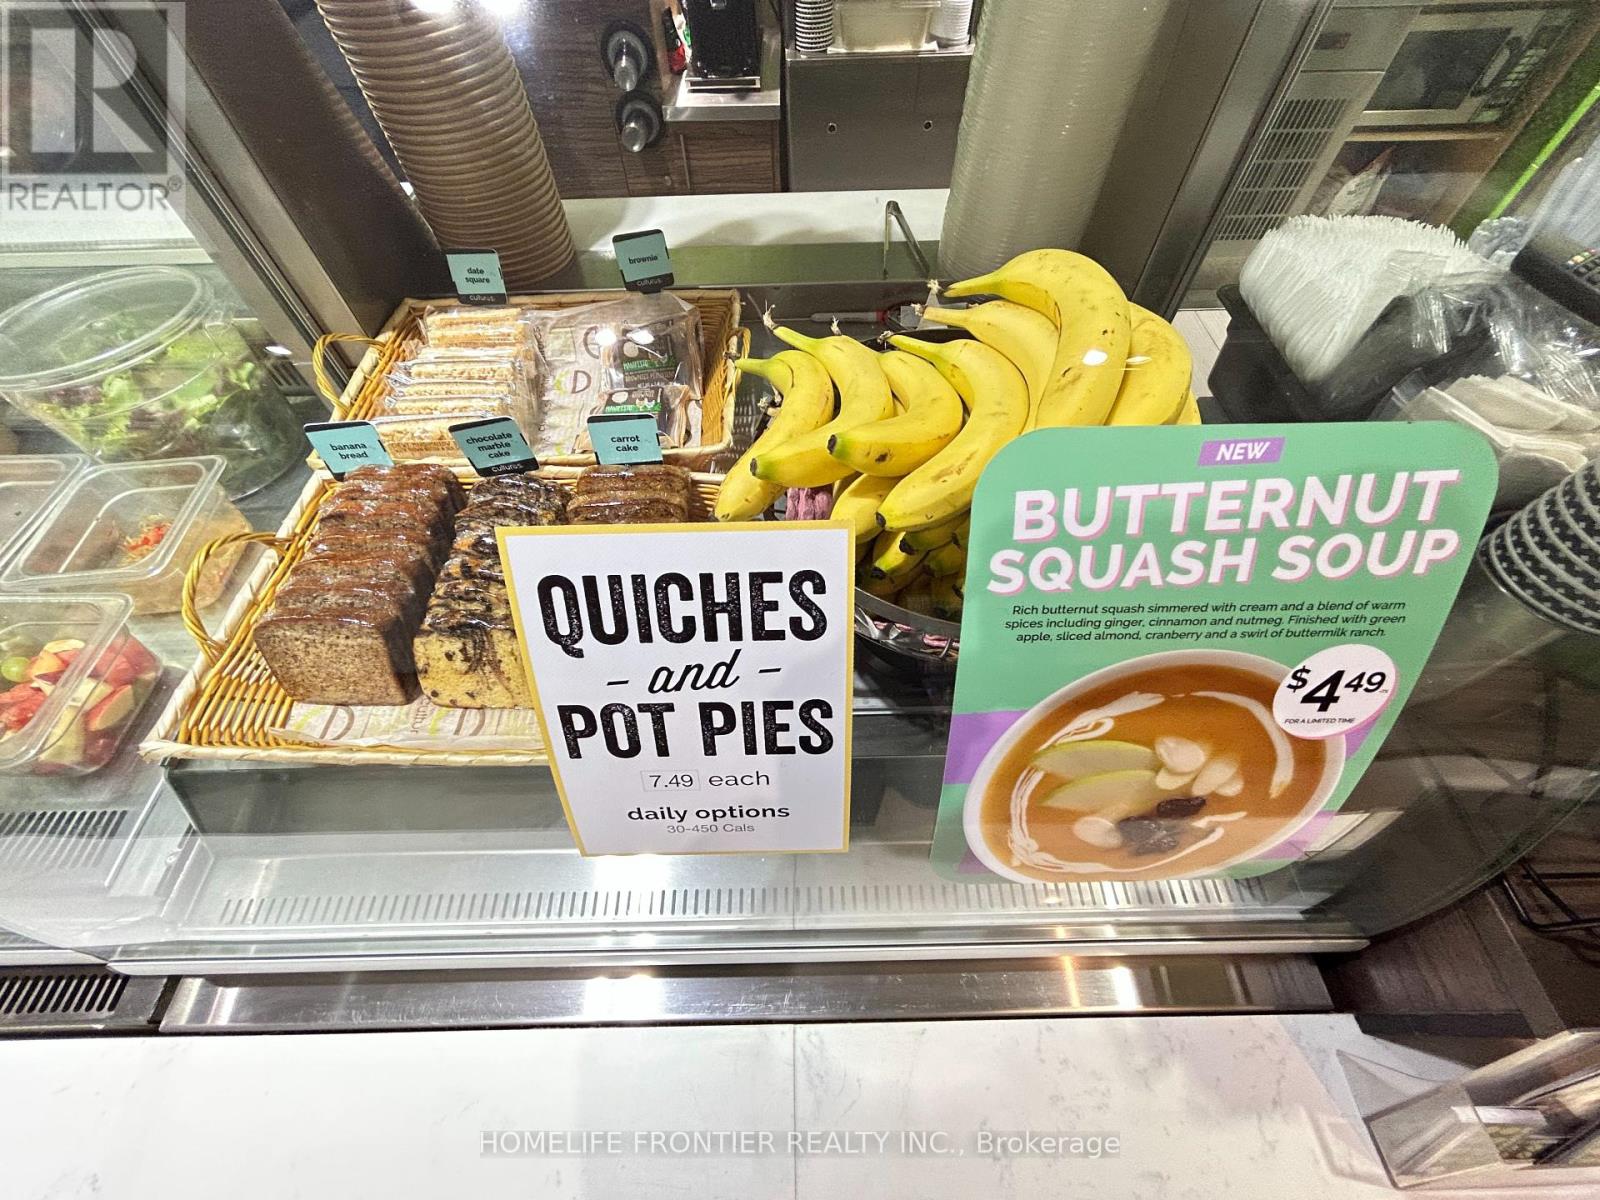 REALTOR®
date
square
culturus.
brownie
culturus.
banana
bread
chocolate
marble
cake
culturus.
carrot
cake
QUICHES
- and -
POT PIES
7.49 each
daily options
30-450 Cals
NEW
BUTTERNUT
SQUASH SOUP
Rich butternut squash simmered with cream and a blend of warm
spices including ginger, cinnamon and nutmeg. Finished with green
apple, sliced almond, cranberry and a swirl of buttermilk ranch.
$4.49
FOR A LIMITED TIME
HOMELIFE FRONTIER REALTY INC., Brokerage